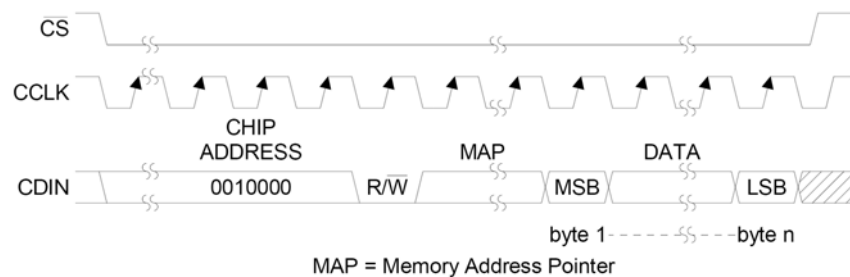 CS
CCLK
CHIP
ADDRESS
MAP
DATA
CDIN
0010000
R/W
MSB
LSB
byte 1
byte n
MAP = Memory Address Pointer